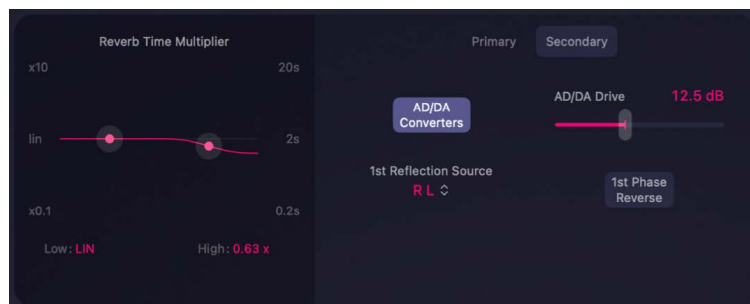 Reverb Time Multiplier
x10 20s
lin 2s
x0.1 0.2s
Low: LIN High: 0.63 x
Primary Secondary
AD/DA
Converters
AD/DA Drive 12.5 dB
1st Reflection Source
R L
1st Phase
Reverse